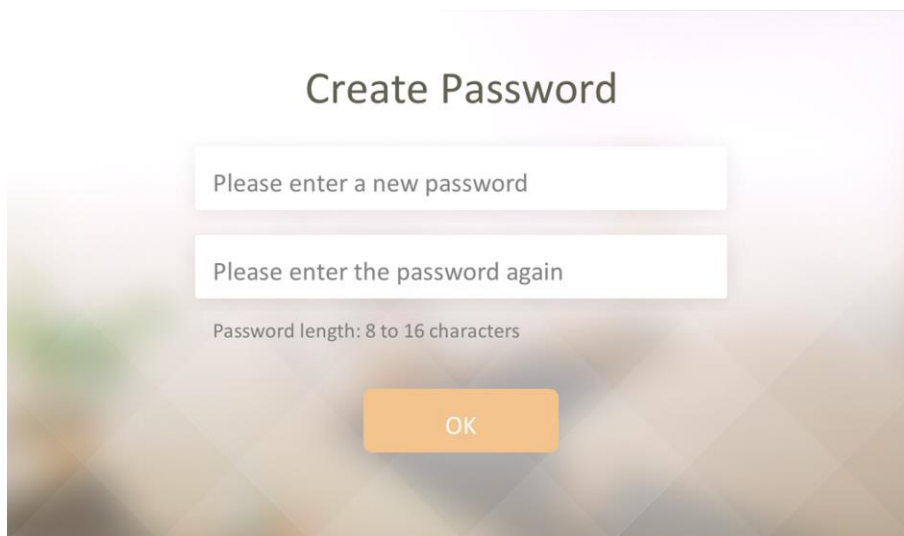 Create Password
Please enter a new password
Please enter the password again
Password length: 8 to 16 characters
OK